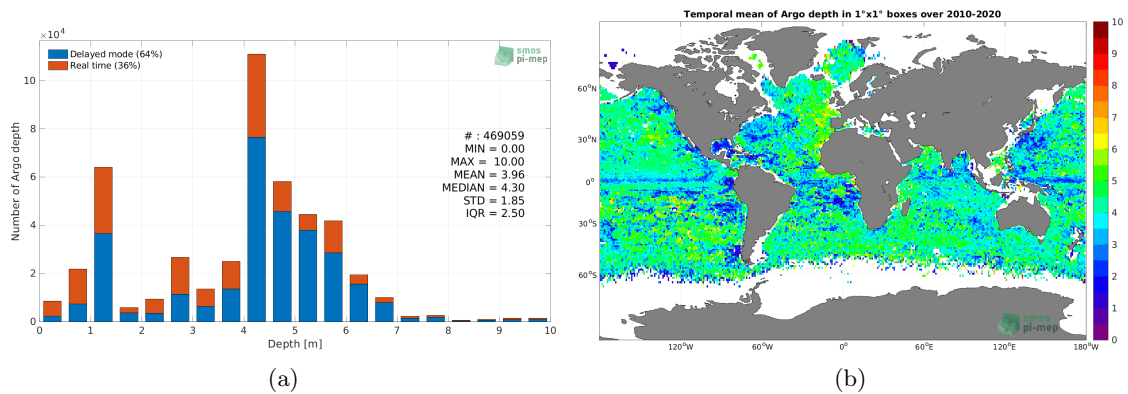 ×10⁴
Delayed mode (64%)
Real time (36%)
smos
pi-mep
10
8
6
4
2
0
Number of Argo depth
# : 469059
MIN = 0.00
MAX = 10.00
MEAN = 3.96
MEDIAN = 4.30
STD = 1.85
IQR = 2.50
0 1 2 3 4 5 6 7 8 9 10
Depth [m]
(a)
Temporal mean of Argo depth in 1°x1° boxes over 2010-2020
60°N
30°N
0°
30°S
60°S
120°W 60°W 0° 60°E 120°E 180°W
smos
pi-mep
10
9
8
7
6
5
4
3
2
1
0
(b)